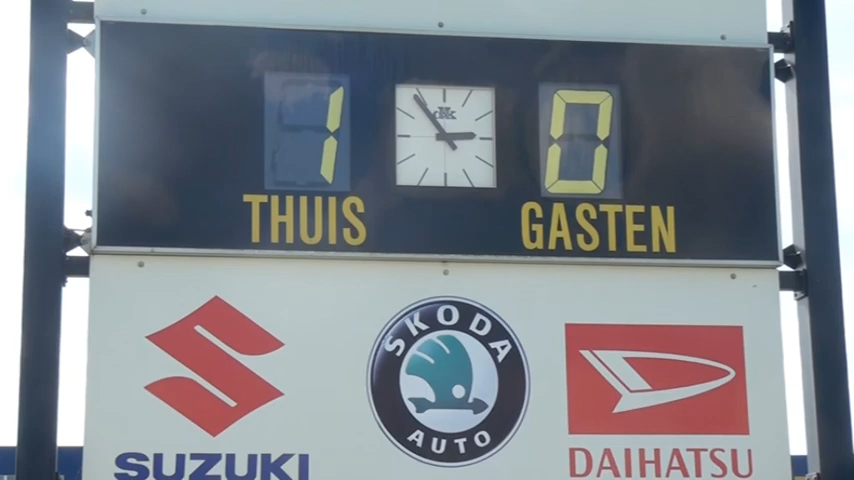 1 0
THUIS GASTEN
SKODA
AUTO
SUZUKI DAIHATSU